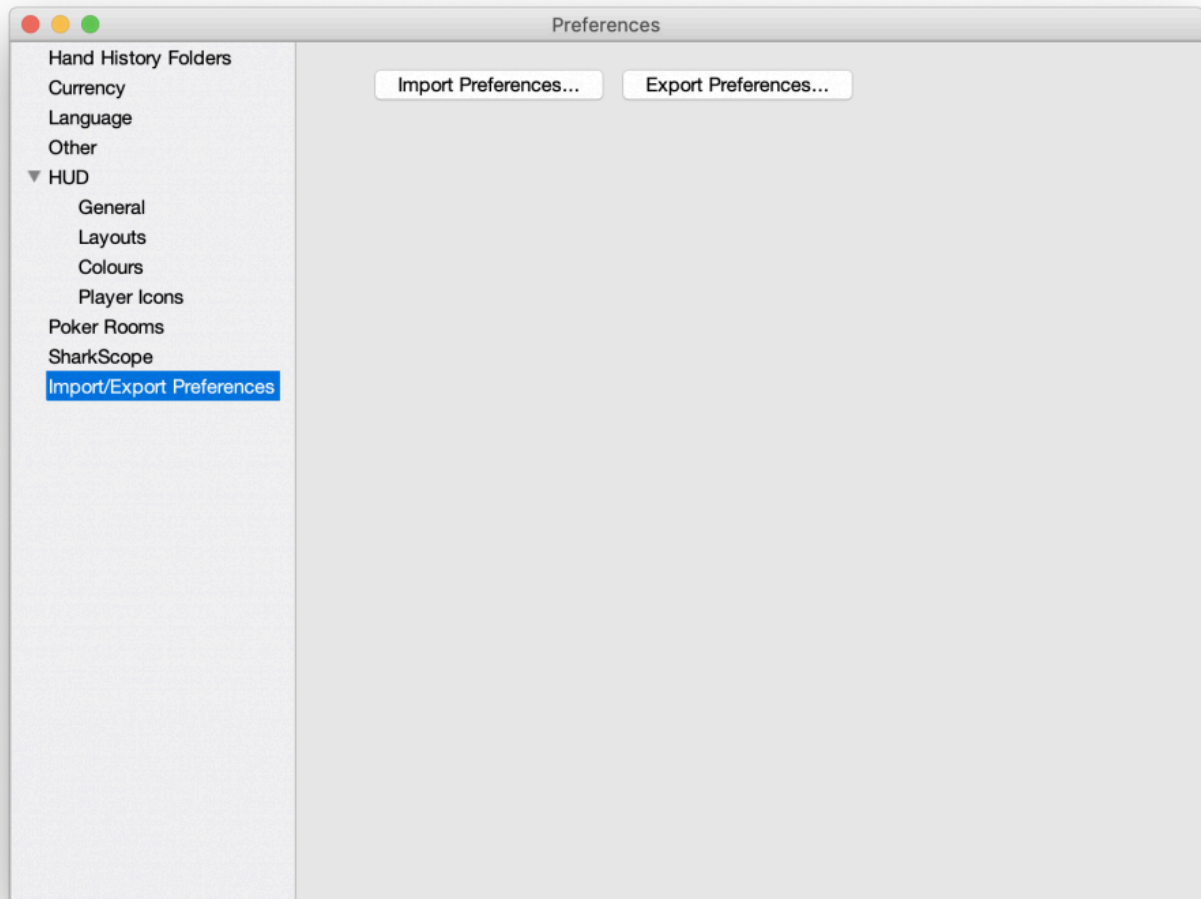 Preferences
Hand History Folders
Currency
Language
Other
HUD
General
Layouts
Colours
Player Icons
Poker Rooms
SharkScope
Import/Export Preferences
Import Preferences...
Export Preferences...